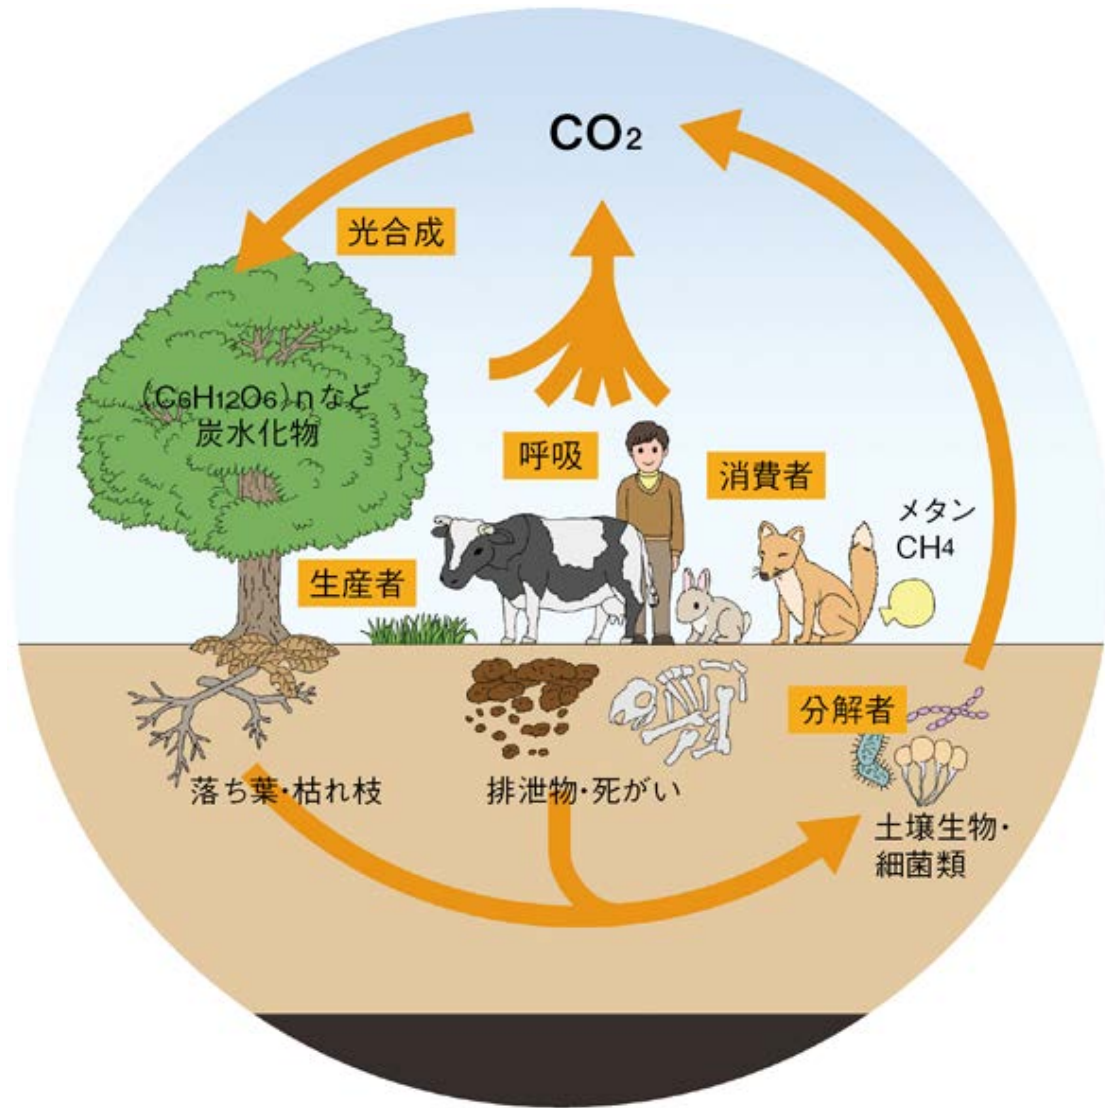 CO2
光合成
(C6H12O6)nなど
炭水化物
呼吸
消費者
メタン
CH4
生産者
分解者
落ち葉・枯れ枝
排泄物・死がい
土壌生物・
細菌類